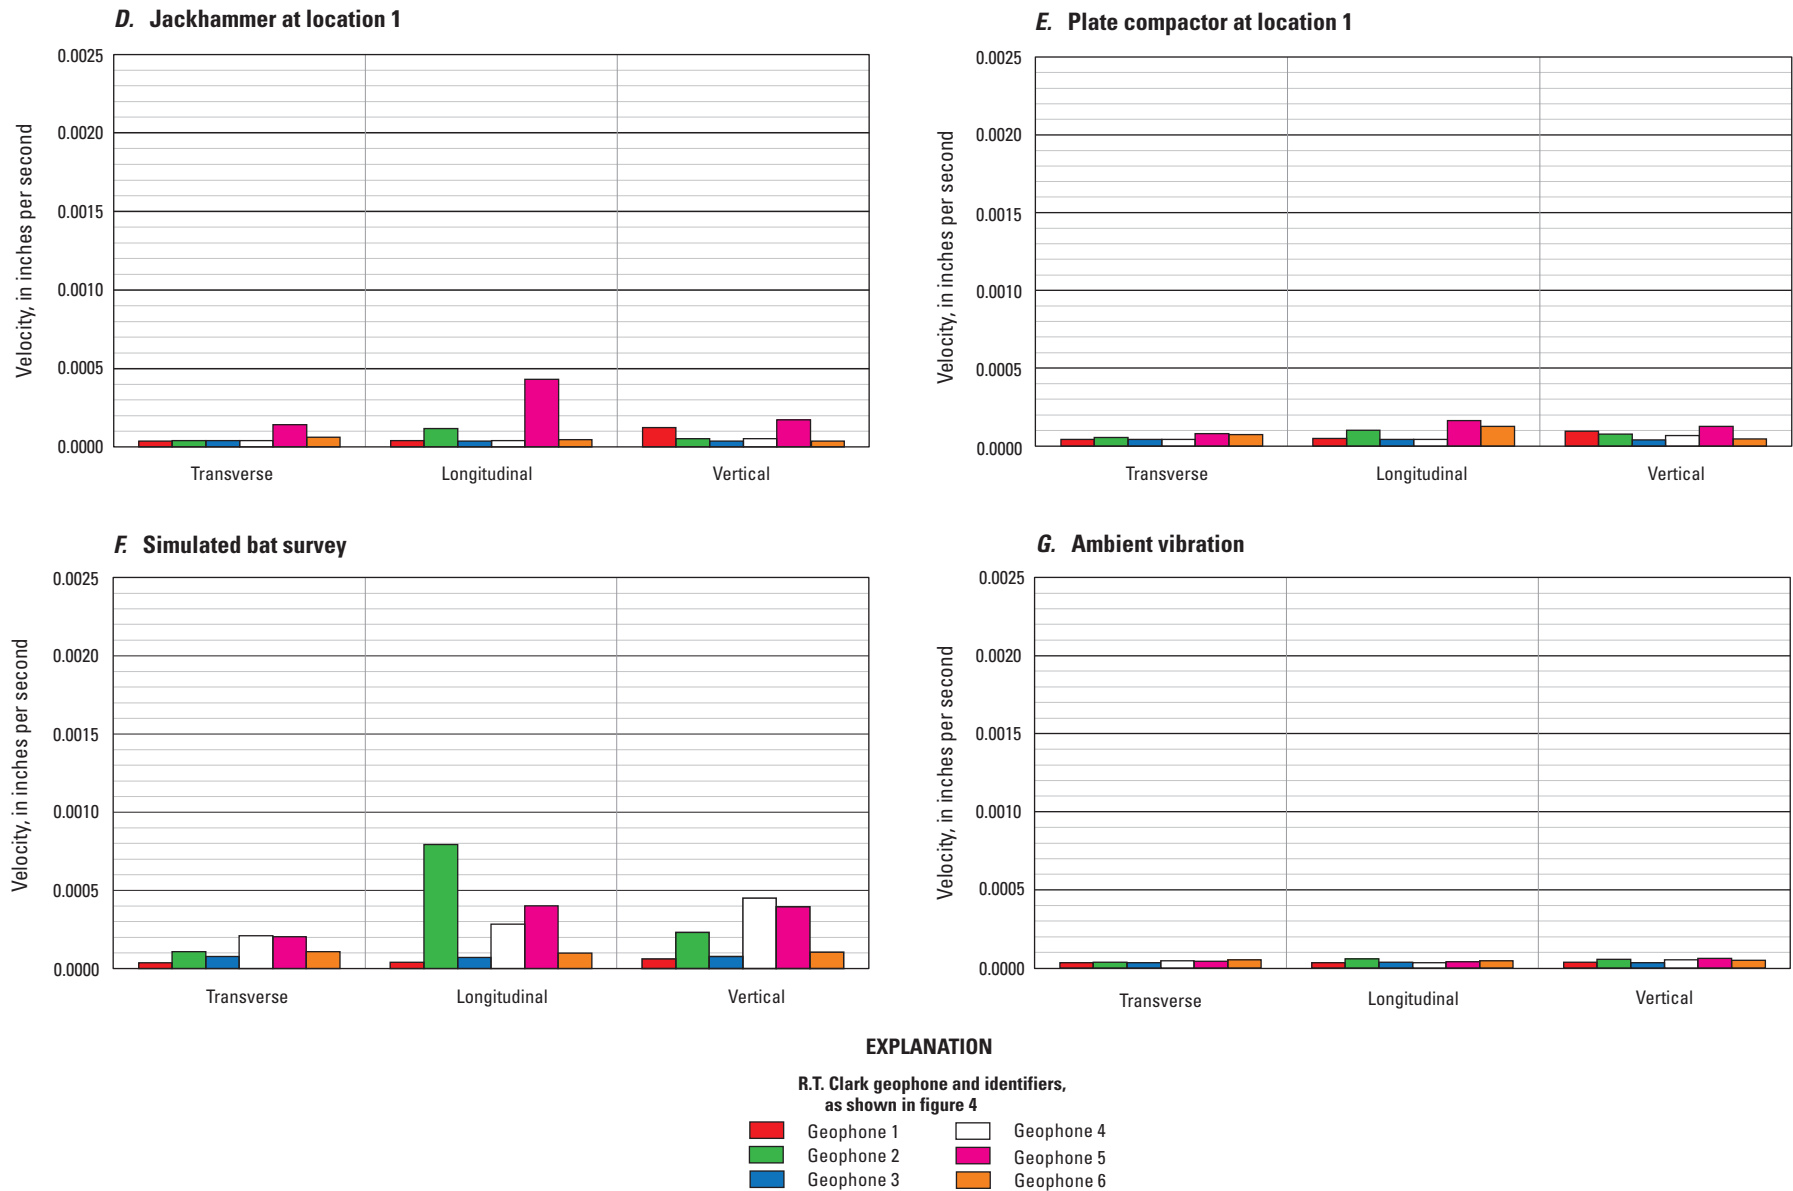 D. Jackhammer at location 1
0.0025
0.0020
0.0015
0.0010
0.0005
0.0000
Velocity, in inches per second
Transverse
Longitudinal
Vertical
E. Plate compactor at location 1
0.0025
0.0020
0.0015
0.0010
0.0005
0.0000
Velocity, in inches per second
Transverse
Longitudinal
Vertical
F. Simulated bat survey
0.0025
0.0020
0.0015
0.0010
0.0005
0.0000
Velocity, in inches per second
Transverse
Longitudinal
Vertical
G. Ambient vibration
0.0025
0.0020
0.0015
0.0010
0.0005
0.0000
Velocity, in inches per second
Transverse
Longitudinal
Vertical
EXPLANATION
R.T. Clark geophone and identifiers,
as shown in figure 4
Geophone 1
Geophone 2
Geophone 3
Geophone 4
Geophone 5
Geophone 6